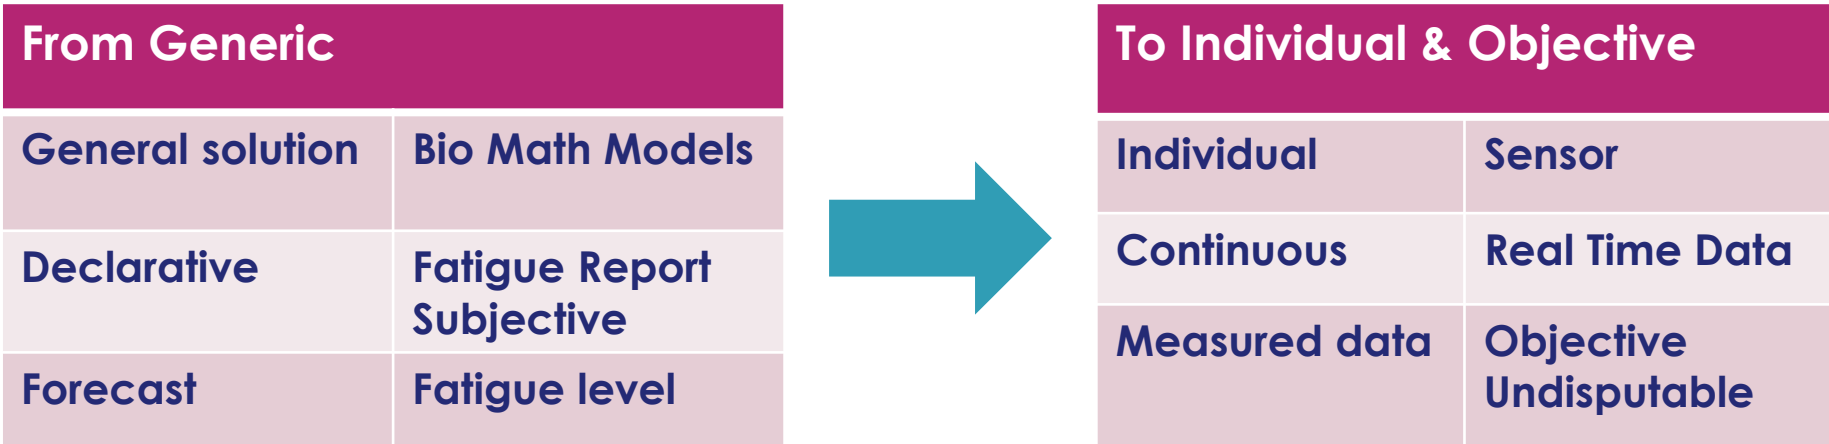 From Generic
General solution
Bio Math Models
Declarative
Fatigue Report
Subjective
Forecast
Fatigue level
To Individual & Objective
Individual
Sensor
Continuous
Real Time Data
Measured data
Objective
Undisputable